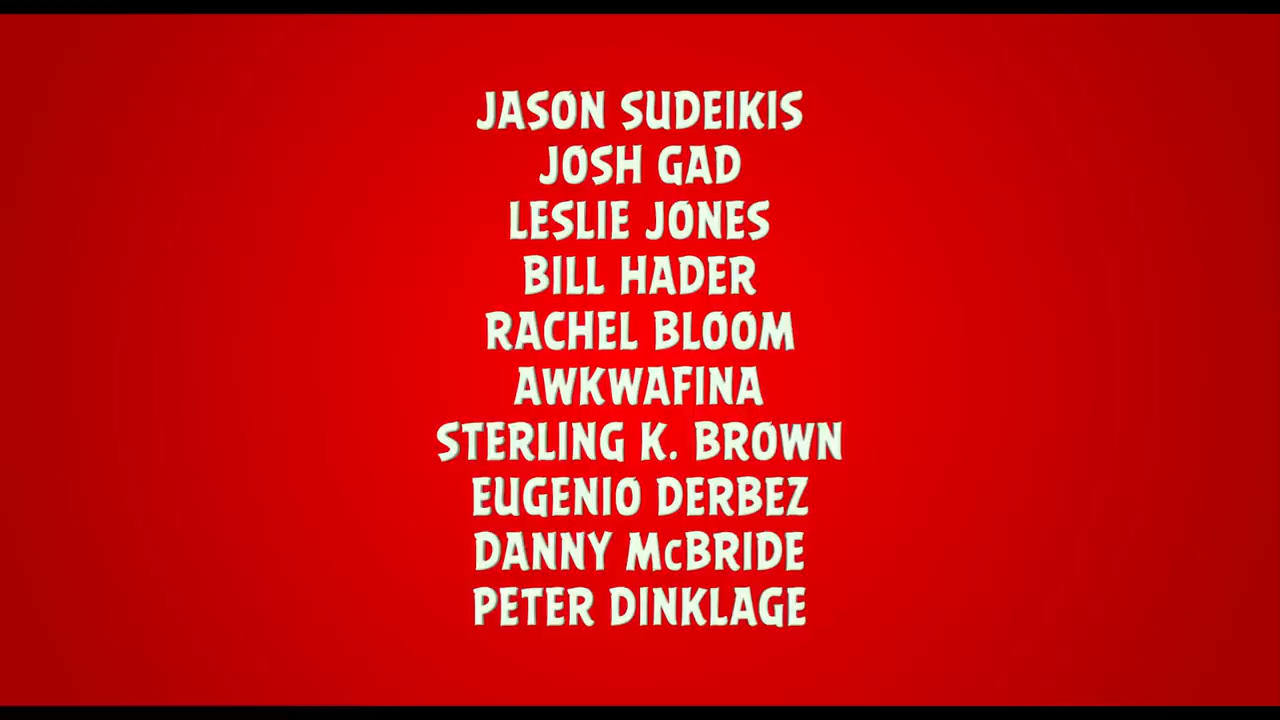 JASON SUDEIKIS
JOSH GAD
LESLIE JONES
BILL HADER
RACHEL BLOOM
AWKWAFINA
STERLING K. BROWN
EUGENIO DERBEZ
DANNY McBRIDE
PETER DINKLAGE